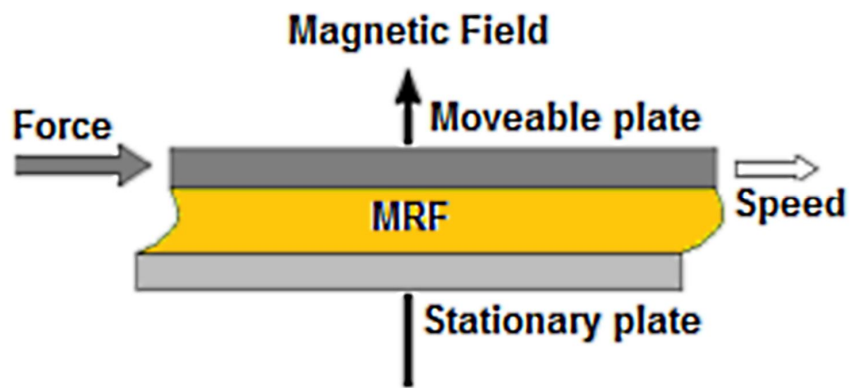 Magnetic Field
Force
Moveable plate
MRF
Speed
Stationary plate